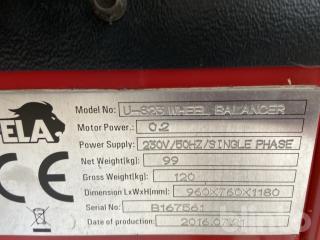 Model No: U-823 WHEEL BALANCER
ELA
Motor Power: 0.2
CE
Power Supply: 230V/50HZ/SINGLE PHASE
Net Weight(kg): 99
Gross Weight(kg): 120
Dimension LxWxH(mm): 960X760X1180
Serial No: B167561
Date of production: